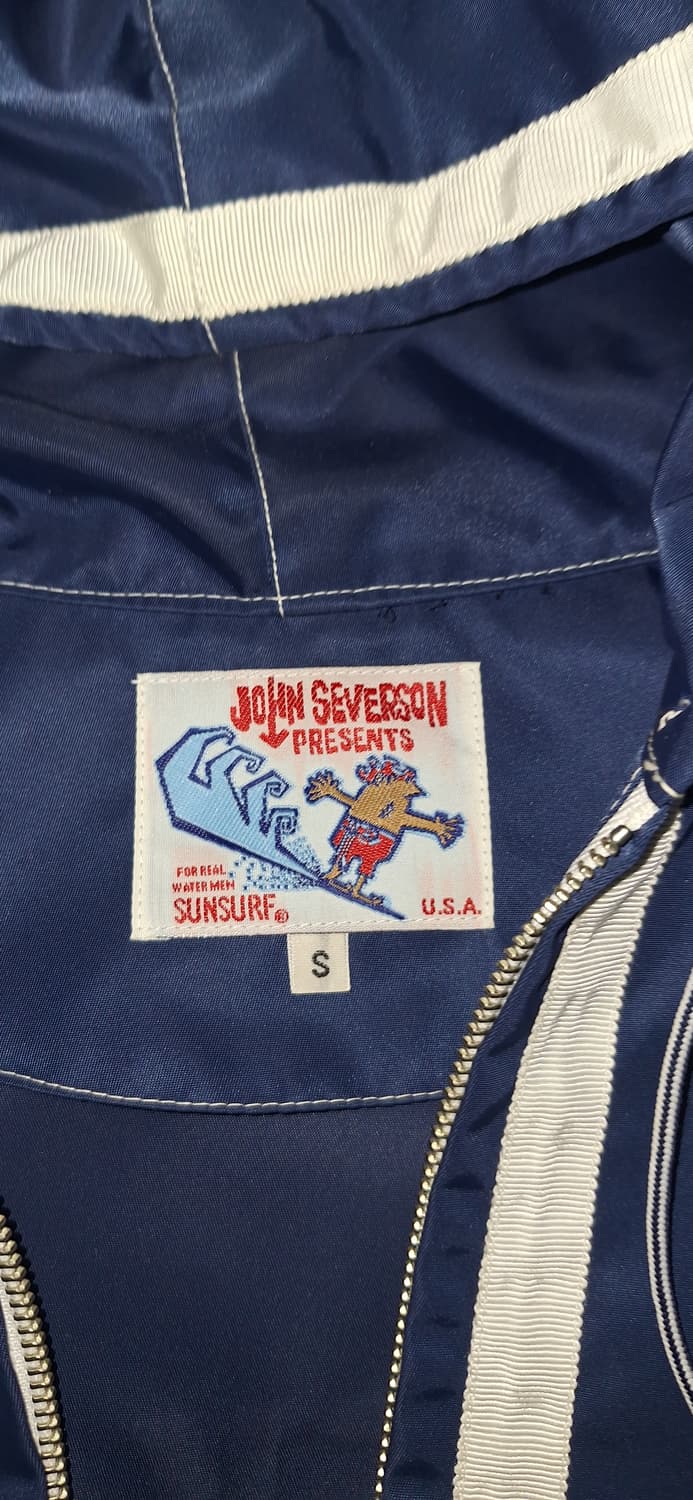 JOHN SEVERSON
PRESENTS
FOR REAL
WATER MEN
SUNSURF®
U.S.A.
S